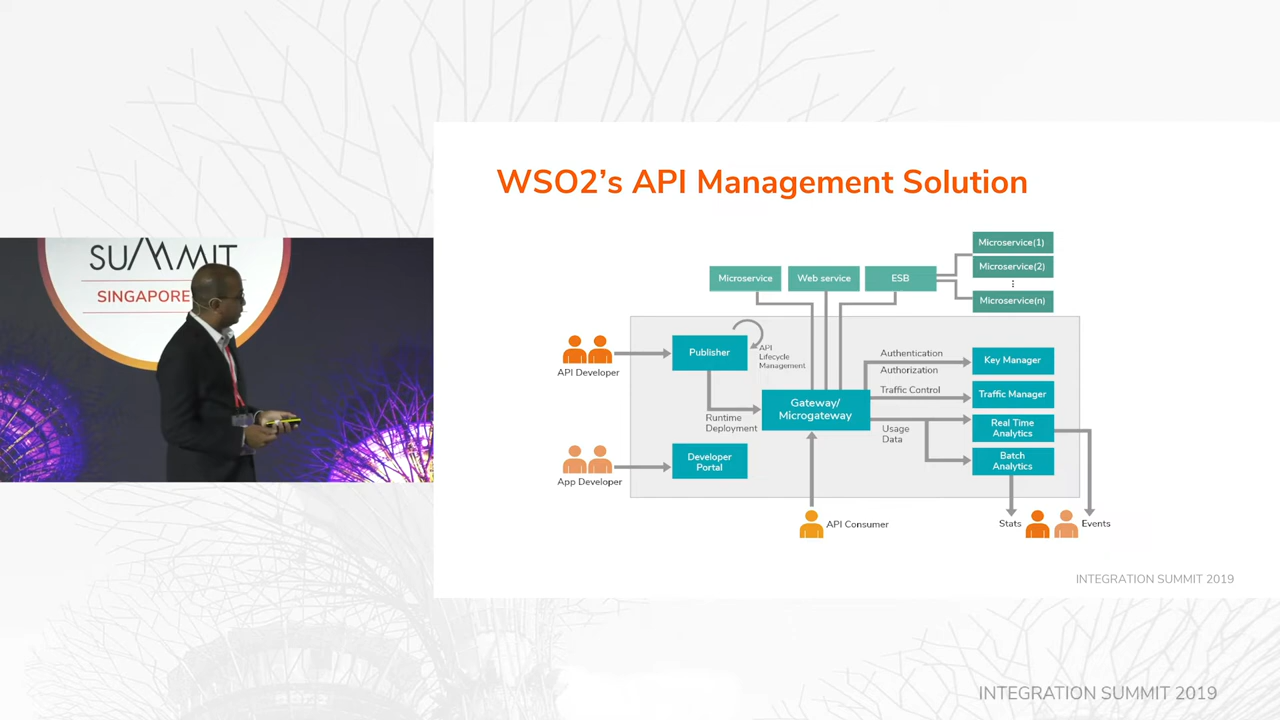 WSO2's API Management Solution
Microservice(1)
Microservice(2)
Microservice(n)
Microservice
Web service
ESB
SUMMIT
SINGAPORE
API Developer
Publisher
API
Lifecycle
Management
Authentication
Authorization
Key Manager
Traffic Control
Traffic Manager
Gateway/
Microgateway
Runtime
Deployment
Usage
Data
Real Time
Analytics
Batch
Analytics
App Developer
Developer
Portal
API Consumer
Stats
Events
INTEGRATION SUMMIT 2019
INTEGRATION SUMMIT 2019